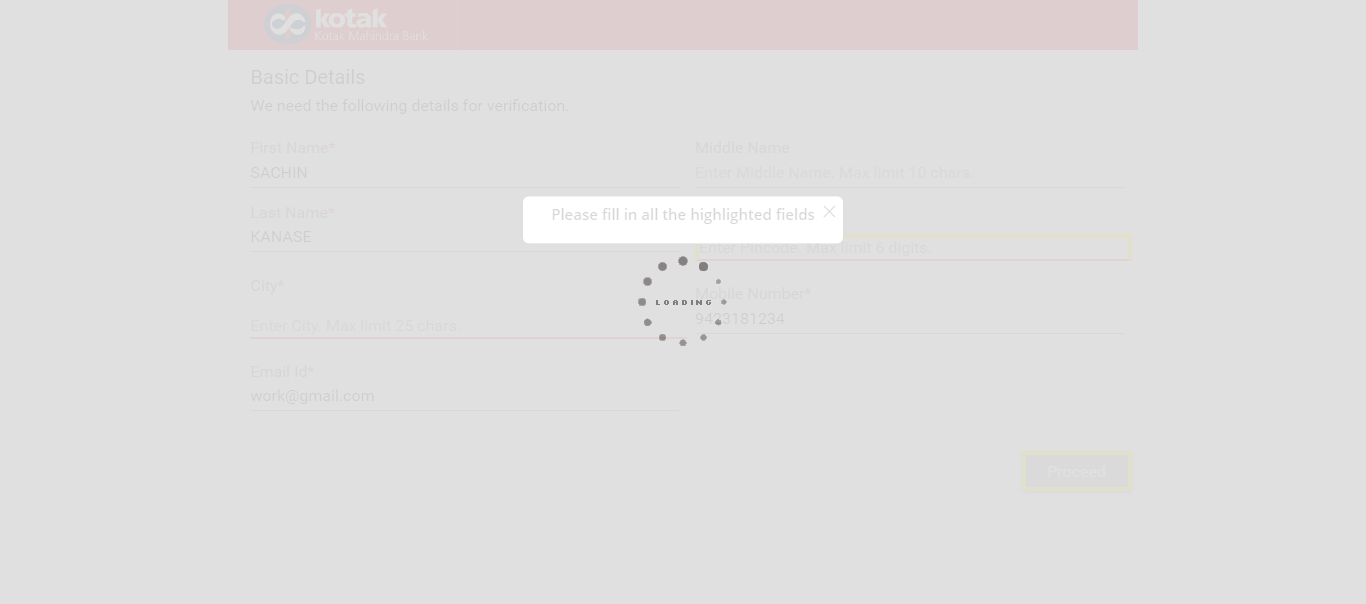 kotak
Kotak Mahindra Bank
Basic Details
We need the following details for verification.
First Name*
SACHIN
Middle Name
Enter Middle Name. Max limit 10 chars.
Last Name*
KANASE
Please fill in all the highlighted fields
Enter Pincode. Max limit 6 digits.
City*
Enter City. Max limit 25 chars
LOADING
Mobile Number*
9423181234
Email Id*
work@gmail.com
Proceed